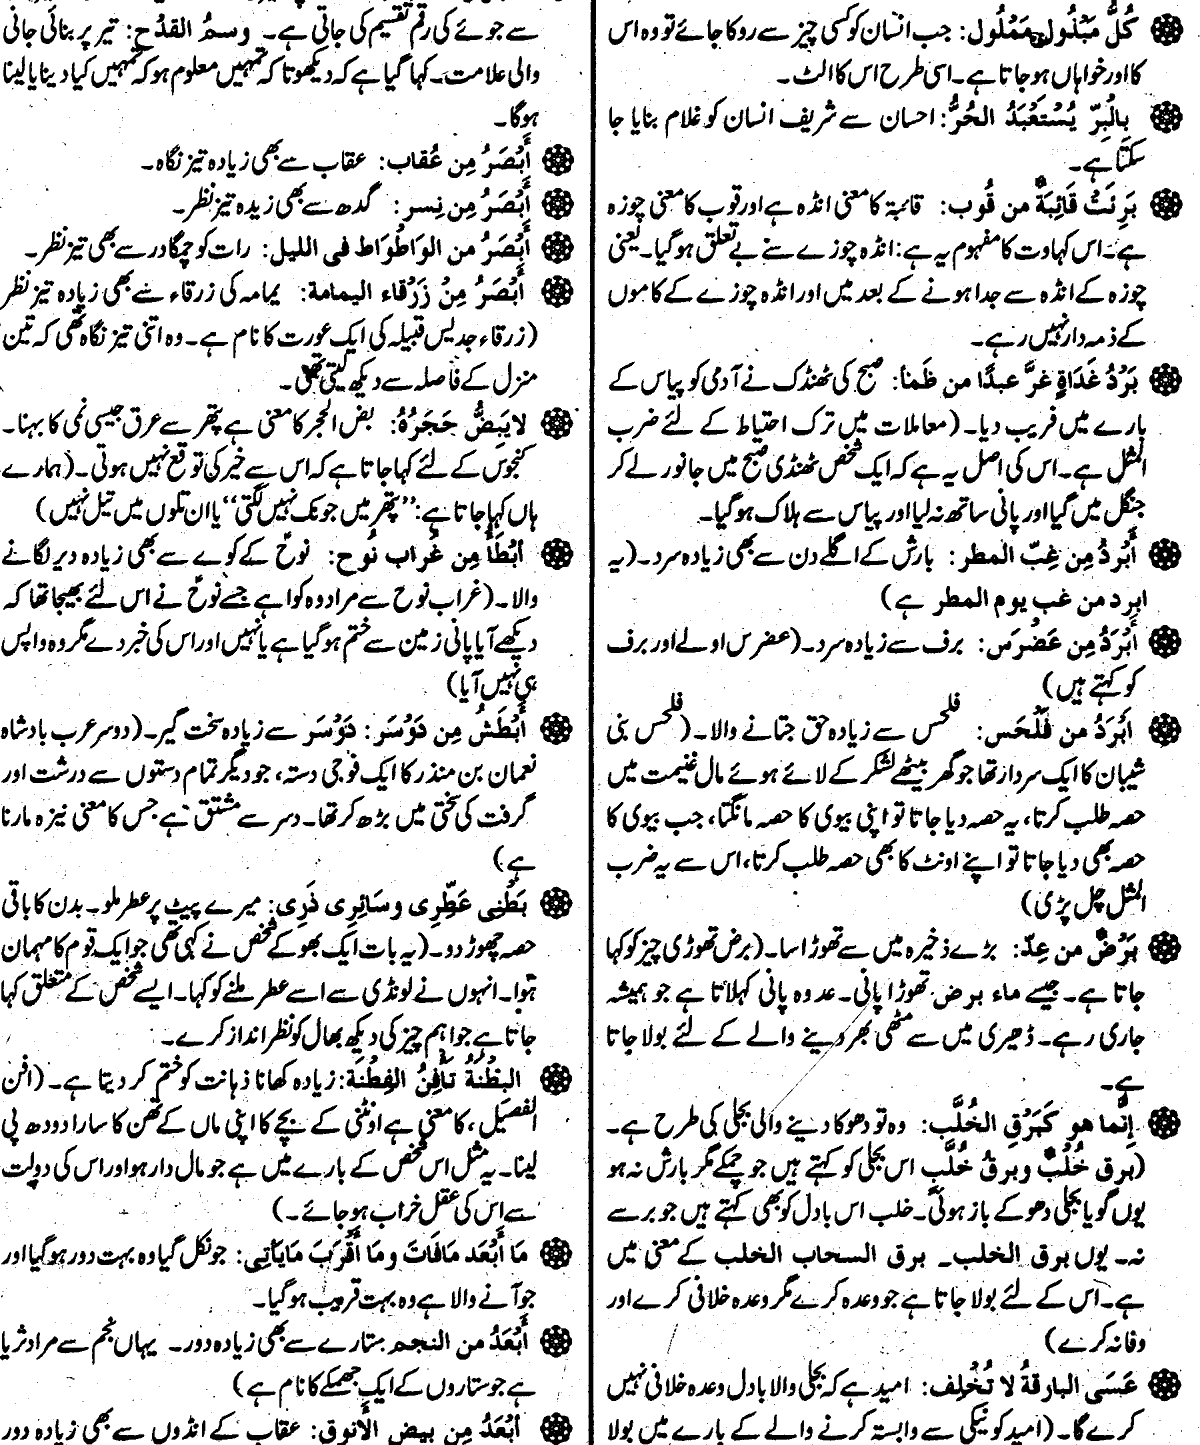 كُلُّ مَبْذُولٍ مَمْلُول: جب انسان کو کسی چیز سے روکا جائے تو وہ اس
کا اور خواہاں ہوجاتا ہے۔ اسی طرح اس کا الٹ۔
بِالْبِرِّ يُسْتَعْبَدُ الحُرُّ: احسان سے شریف انسان کو غلام بنایا جا
سکتا ہے۔
بَرِئَتْ قَائِبَةٌ من قُوب: قائبۃ کا معنی انڈہ ہے اور قوب کا معنی چوزہ
ہے۔ اس کہاوت کا مفہوم یہ ہے: انڈہ چوزے سے بے تعلق ہوگیا۔ یعنی
چوزہ کے انڈہ سے جدا ہونے کے بعد میں اور انڈہ چوزے کے کاموں
کے ذمہ دار نہیں رہے۔
بَرْدُ غَدَاةٍ غرَّ عبدًا من ظَمأ: صبح کی ٹھنڈک نے آدمی کو پیاس کے
بارے میں فریب دیا۔ (معاملات میں ترک احتیاط کے لئے ضرب
المثل ہے۔ اس کی اصل یہ ہے کہ ایک شخص ٹھنڈی صبح میں جانور لے کر
جنگل میں گیا اور پانی ساتھ نہ لیا اور پیاس سے ہلاک ہوگیا۔
أَبْرَدُ مِن غِبّ المطر: بارش کے اگلے دن سے بھی زیادہ سرد۔ (یہ
ابرد من غب یوم المطر ہے)
أَبْرَدُ مِن عَضْرَس: برف سے زیادہ سرد۔ (عضرس اولے اور برف
کو کہتے ہیں)
أَبْرَدُ من فَلْحَس: فلحس سے زیادہ حق جتانے والا۔ (فلحس بنی
شیبان کا ایک سردار تھا جو گھر بیٹھے لشکر کے لائے ہوئے مال غنیمت میں
حصہ طلب کرتا، یہ حصہ دیا جاتا تو اپنی بیوی کا حصہ مانگتا، جب بیوی کا
حصہ بھی دیا جاتا تو اپنے اونٹ کا بھی حصہ طلب کرتا، اس سے یہ ضرب
المثل چل پڑی)
بَرْضٌ من عِدّ: بڑے ذخیرہ میں سے تھوڑا سا۔ (برض تھوڑی چیز کو کہا
جاتا ہے۔ جیسے ماء برض تھوڑا پانی۔ عد وہ پانی کہلاتا ہے جو ہمیشہ
جاری رہے۔ ڈھیری میں سے مٹھی بھر دینے والے کے لئے بولا جاتا
ہے۔
إِنَّما هو كَبَرْقِ الخُلَّب: وہ تو دھوکا دینے والی بجلی کی طرح ہے۔
(برق خُلَّبٌ وبرقُ خُلَّبٍ اس بجلی کو کہتے ہیں جو چمکے مگر بارش نہ ہو
یوں گویا بجلی دھوکے باز ہوئی۔ خلب اس بادل کو بھی کہتے ہیں جو برسے
نہ۔ یوں برق الخلب۔ برق السحاب الخلب کے معنی میں
ہے۔ اس کے لئے بولا جاتا ہے جو وعدہ کرے مگر وعدہ خلافی کرے اور
وفا نہ کرے)
عَسَى البارقةُ لا تُخْلِف: امید ہے کہ بجلی والا بادل وعدہ خلافی نہیں
کرے گا۔ (امید کو نیکی سے وابستہ کرنے والے کے بارے میں بولا
سے جوئے کی رقم تقسیم کی جاتی ہے۔ وسمُ القدْح: تیر پر بنائی جانی
والی علامت۔ کہا گیا ہے کہ دیکھو تاکہ تمہیں معلوم ہو کہ تمہیں کیا دینا یا لینا
ہوگا۔
أَبْصَرُ مِن عُقاب: عقاب سے بھی زیادہ تیز نگاہ۔
أَبْصَرُ مِن نِسر: گدھ سے بھی زیدہ تیز نظر۔
أَبْصَرُ من الوَاطْوَاط فی اللیل: رات کو چمگادر سے بھی تیز نظر۔
أَبْصَرُ مِنْ زَرْقاء الیمامة: یمامہ کی زرقاء سے بھی زیادہ تیز نظر
(زرقاء جدیس قبیلہ کی ایک عورت کا نام ہے۔ وہ اتنی تیز نگاہ تھی کہ تین
منزل کے فاصلہ سے دیکھ لیتی تھی۔
لايَبِضُّ حَجَرُهُ: بض الحجر کا معنی ہے پتھر سے عرق جیسی نمی کا بہنا۔
کنجوس کے لئے کہا جاتا ہے کہ اس سے خیر کی توقع نہیں ہوتی۔ (ہمارے
ہاں کہا جاتا ہے: ''پتھر میں جونک نہیں لگتی'' یا ان تلوں میں تیل نہیں)
أَبْطَأُ مِن غُراب نُوح: نوحؑ کے کوے سے بھی زیادہ دیر لگانے
والا۔ (غراب نوح سے مراد وہ کوا ہے جسے نوحؑ نے اس لئے بھیجا تھا کہ
دیکھے آیا پانی زمین سے ختم ہوگیا ہے یا نہیں اور اس کی خبر دے مگر وہ واپس
ہی نہیں آیا)
أَبْطَشُ مِن دَوْسَر: دَوْسَر سے زیادہ سخت گیر۔ (دوسر عرب بادشاہ
نعمان بن منذر کا ایک فوجی دستہ، جو دیگر تمام دستوں سے درشت اور
گرفت کی سختی میں بڑھ کر تھا۔ دسر سے مشتق ہے جس کا معنی نیزہ مارنا
ہے)
بَطْنِی عَطِّرِی وسَائِری ذَرِی: میرے پیٹ پر عطر ملو۔ بدن کا باقی
حصہ چھوڑ دو۔ (یہ بات ایک بھوکے شخص نے کہی تھی جو ایک قوم کا مہمان
ہوا۔ انہوں نے لونڈی سے اسے عطر ملنے کو کہا۔ ایسے شخص کے متعلق کہا
جاتا ہے جو اہم چیز کی دیکھ بھال کو نظر انداز کرے۔
البطْنَةُ تَأْفِنُ الفِطْنَة: زیادہ کھانا ذہانت کو ختم کر دیتا ہے۔ (افن
الفصیل، کا معنی ہے اونٹنی کے بچے کا اپنی ماں کے تھن کا سارا دودھ پی
لینا۔ یہ مثل اس شخص کے بارے میں ہے جو مال دار ہو اور اس کی دولت
سے اس کی عقل خراب ہو جائے۔)
مَا أَبْعَد مَافَاتَ ومَا أَقْرَبَ مَايَأتِی: جو نکل گیا وہ بہت دور ہوگیا اور
جو آنے والا ہے وہ بہت قریب ہوگیا۔
أَبْعَدُ من النجم ستارے سے بھی زیادہ دور۔ یہاں نجم سے مراد ثریا
ہے جو ستاروں کے ایک جھمکے کا نام ہے)
أَبْعَدُ مِن بیض الأنوق: عقاب کے انڈوں سے بھی زیادہ دور